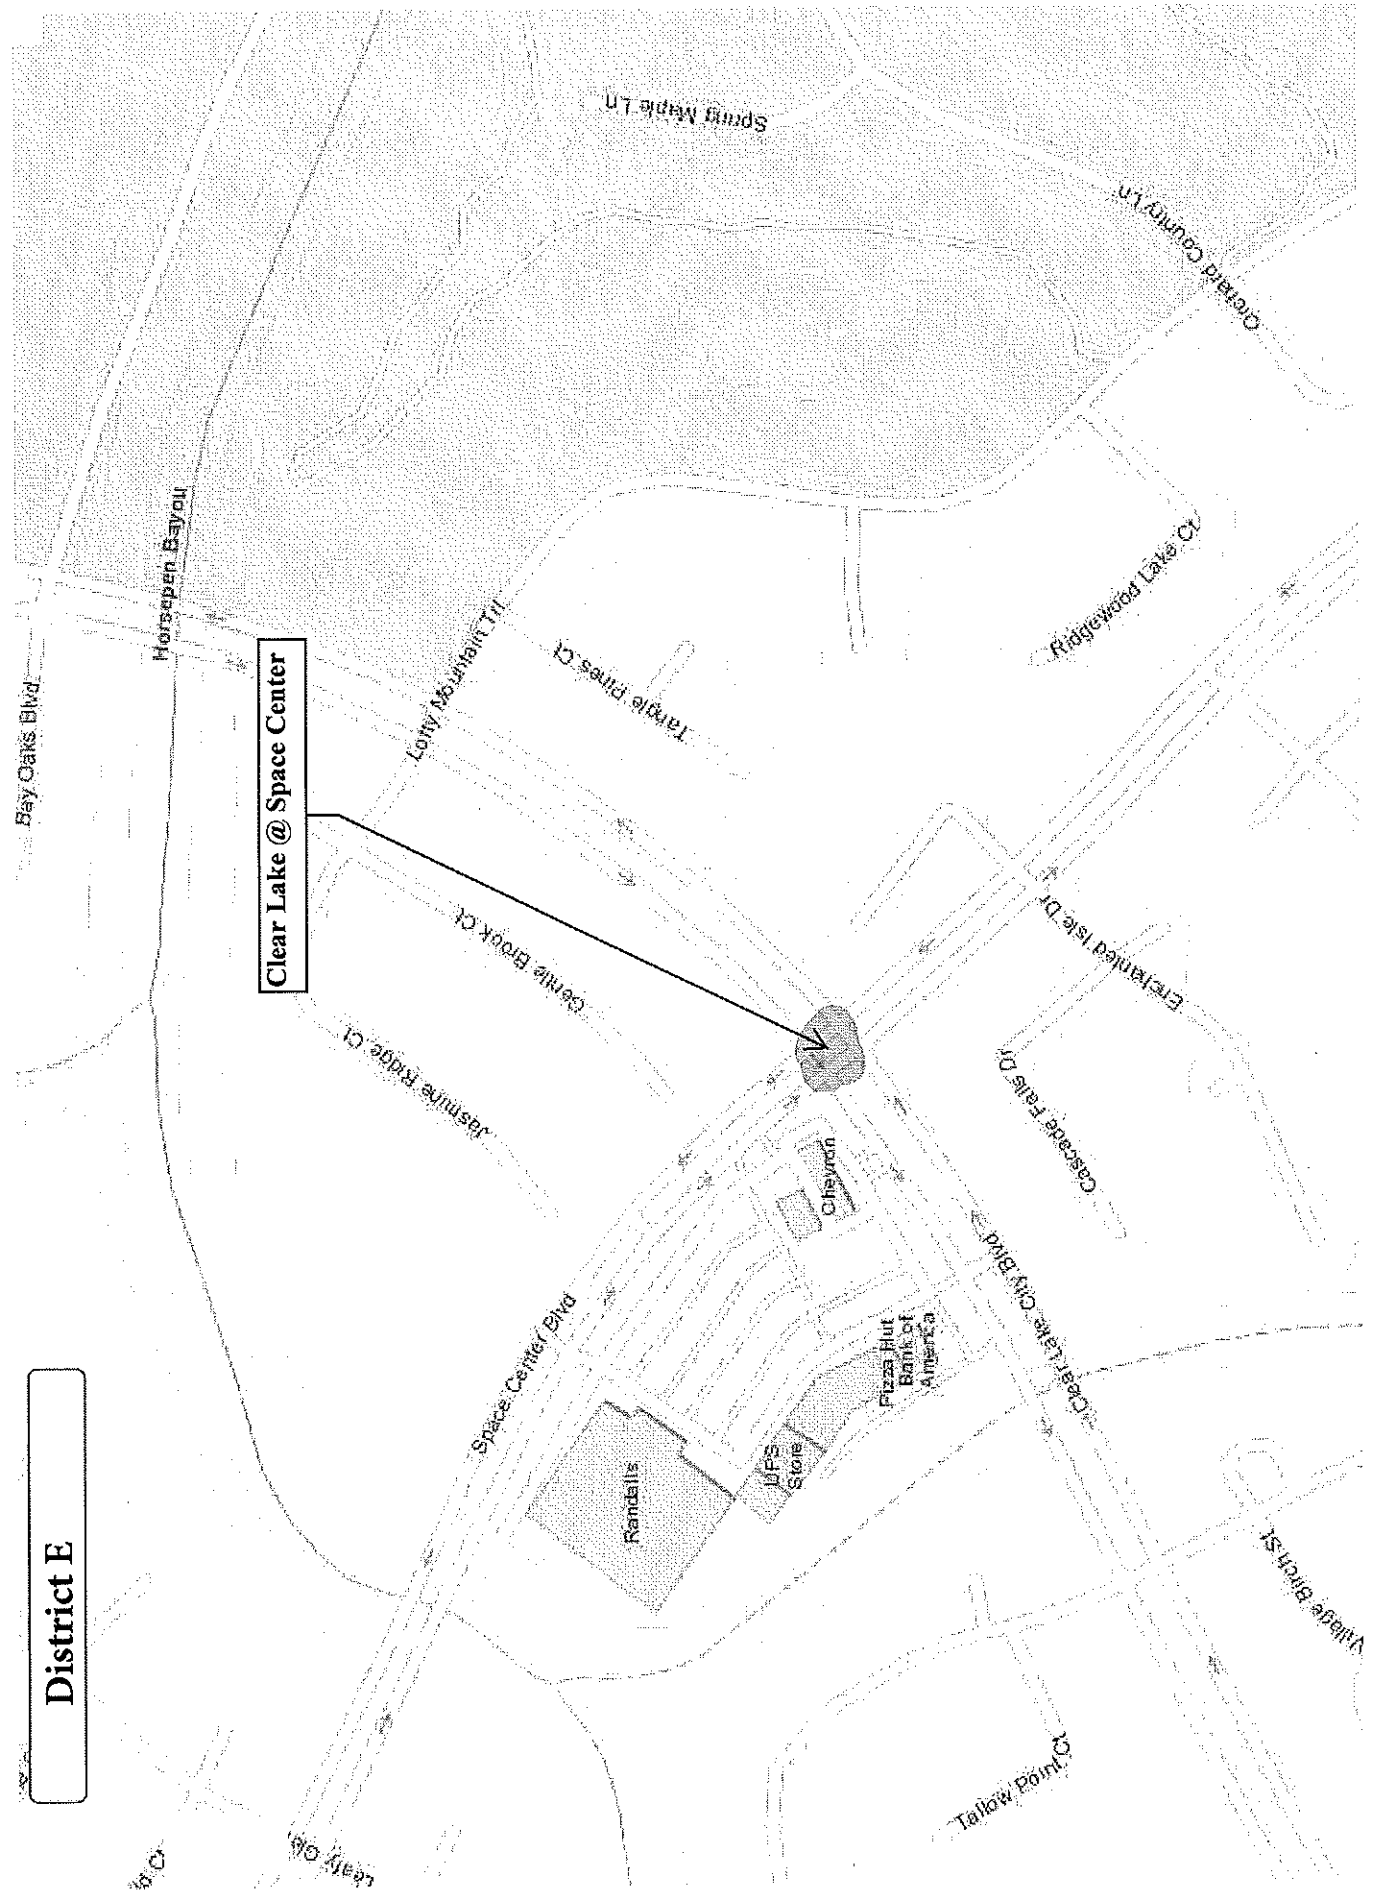 District E
Clear Lake @ Space Center
Bay Oaks Blvd
Horsepen Bayou
Spring Maple Ln
Orchard Country Ln
Lofty Mountain Trl
Tangle Pines Ct
Ridgewood Lake Ct
Gentle Brook Ct
Jasmine Ridge Ct
Enchanted Isle Dr
Cascade Falls Dr
Chevron
Space Center Blvd
Clear Lake City Blvd
Pizza Hut
Bank of
America
UPS
Store
Randalls
Village Birch St
Tallow Point Ct
Leafy Gle
Ct